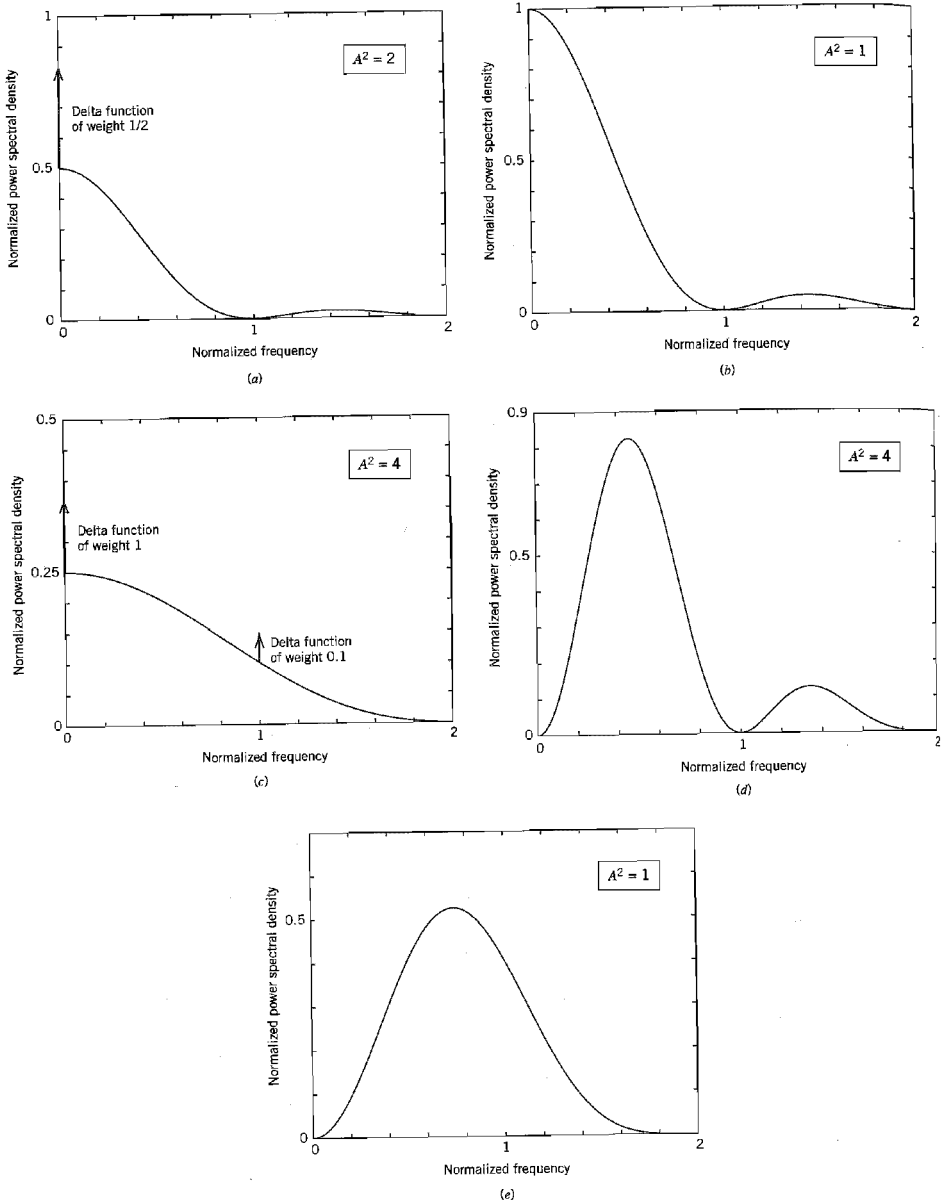 1
A² = 2
Delta function
of weight 1/2
Normalized power spectral density
0.5
0
0
1
2
Normalized frequency
(a)
1
A² = 1
Normalized power spectral density
0.5
0
0
1
2
Normalized frequency
(b)
0.5
A² = 4
Delta function
of weight 1
Normalized power spectral density
0.25
Delta function
of weight 0.1
0
0
1
2
Normalized frequency
(c)
0.9
A² = 4
Normalized power spectral density
0.5
0
0
1
2
Normalized frequency
(d)
A² = 1
Normalized power spectral density
0.5
0
0
1
2
Normalized frequency
(e)